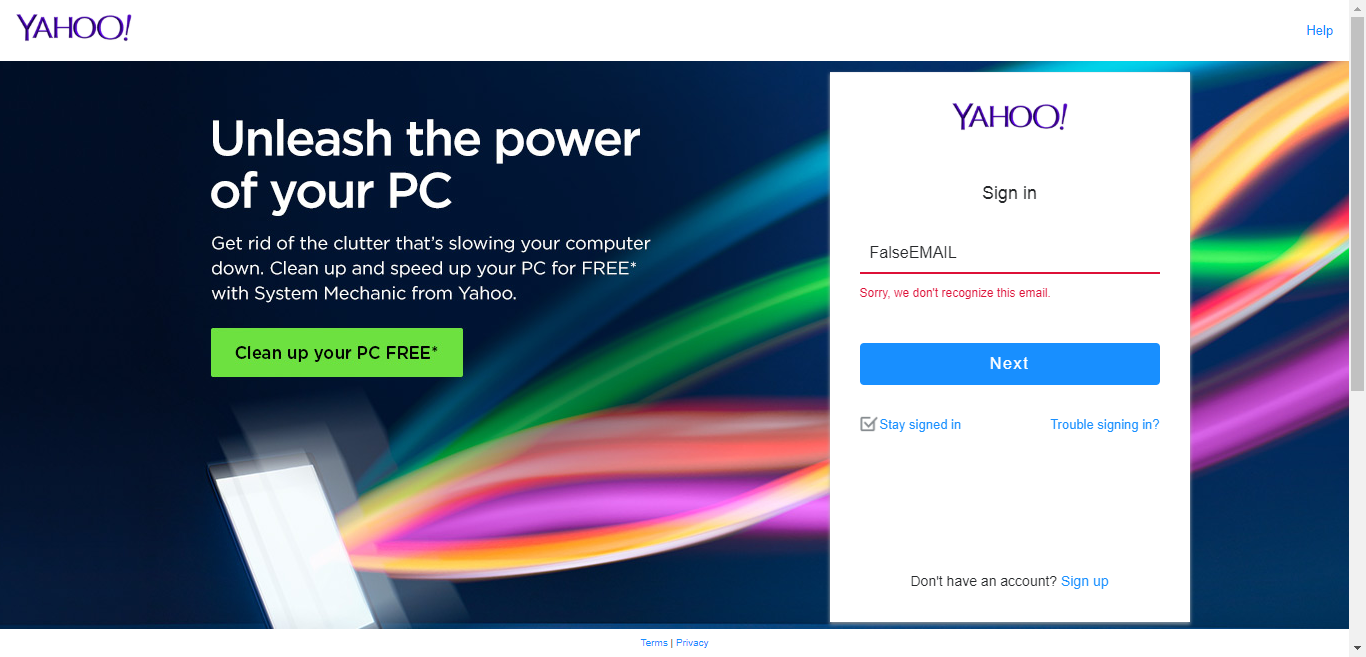 YAHOO!
Help
Unleash the power
of your PC
Get rid of the clutter that's slowing your computer
down. Clean up and speed up your PC for FREE*
with System Mechanic from Yahoo.
Clean up your PC FREE*
YAHOO!
Sign in
FalseEMAIL
Sorry, we don't recognize this email.
Next
Stay signed in
Trouble signing in?
Don't have an account? Sign up
Terms | Privacy